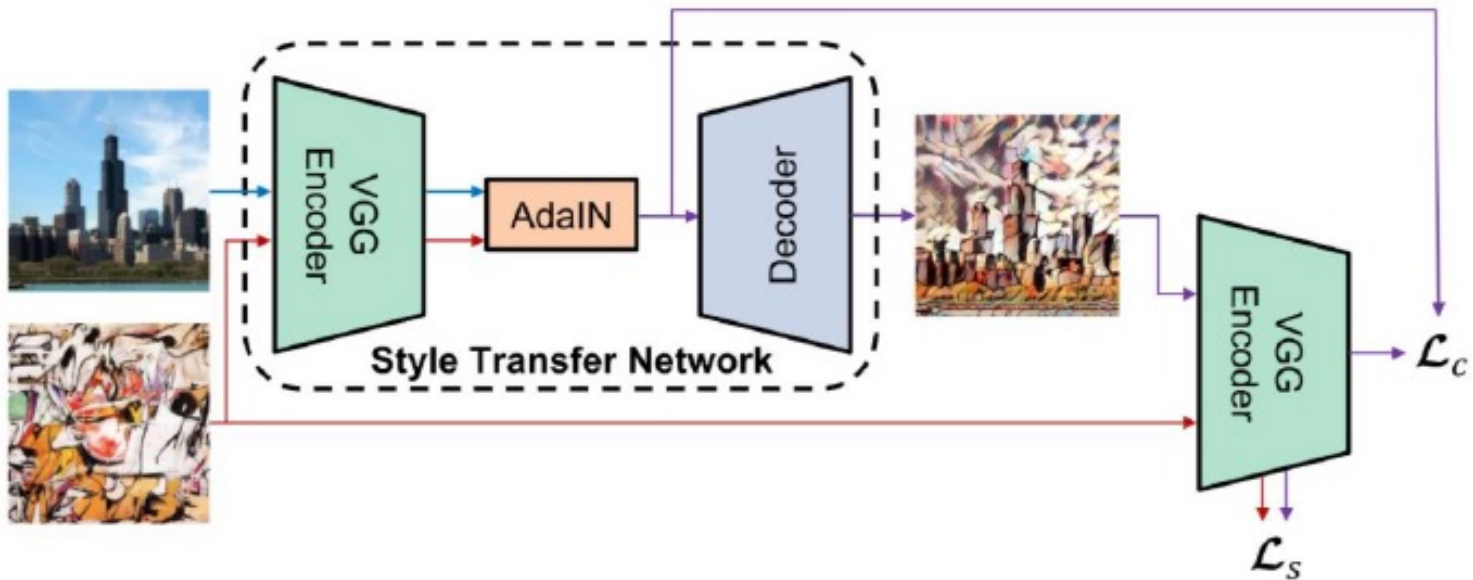 VGG
Encoder
AdaIN
Decoder
Style Transfer Network
VGG
Encoder
ℒc
ℒs